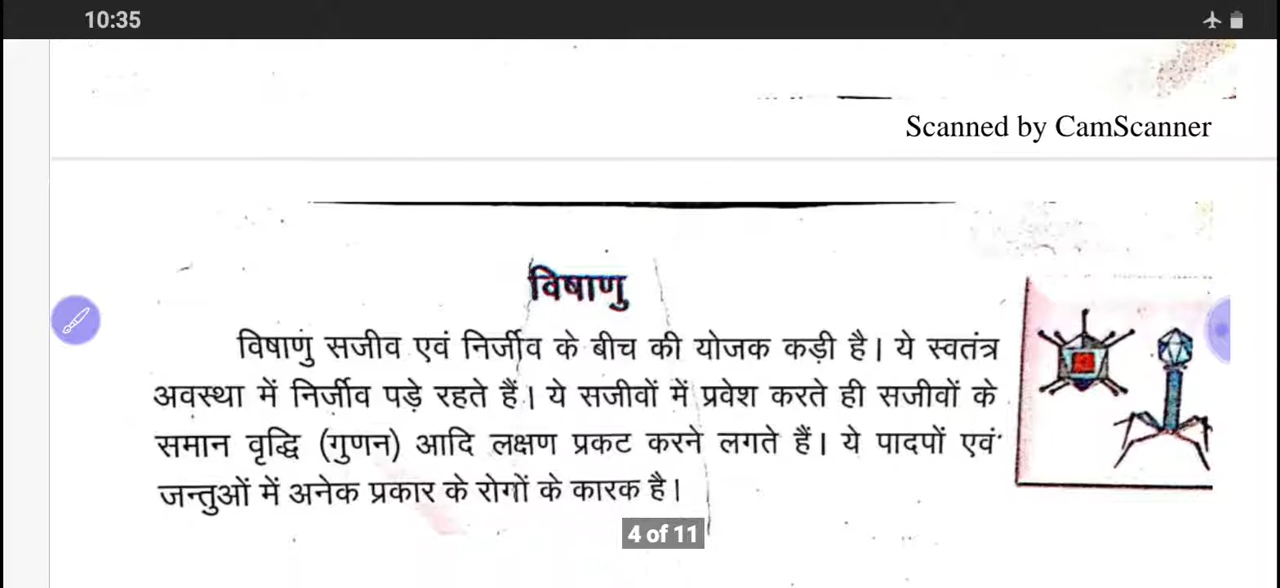 10:35
Scanned by CamScanner
विषाणु
विषाणु सजीव एवं निर्जीव के बीच की योजक कड़ी है। ये स्वतंत्र
अवस्था में निर्जीव पड़े रहते हैं। ये सजीवों में प्रवेश करते ही सजीवों के
समान वृद्धि (गुणन) आदि लक्षण प्रकट करने लगते हैं। ये पादपों एवं
जन्तुओं में अनेक प्रकार के रोगों के कारक है।
4 of 11